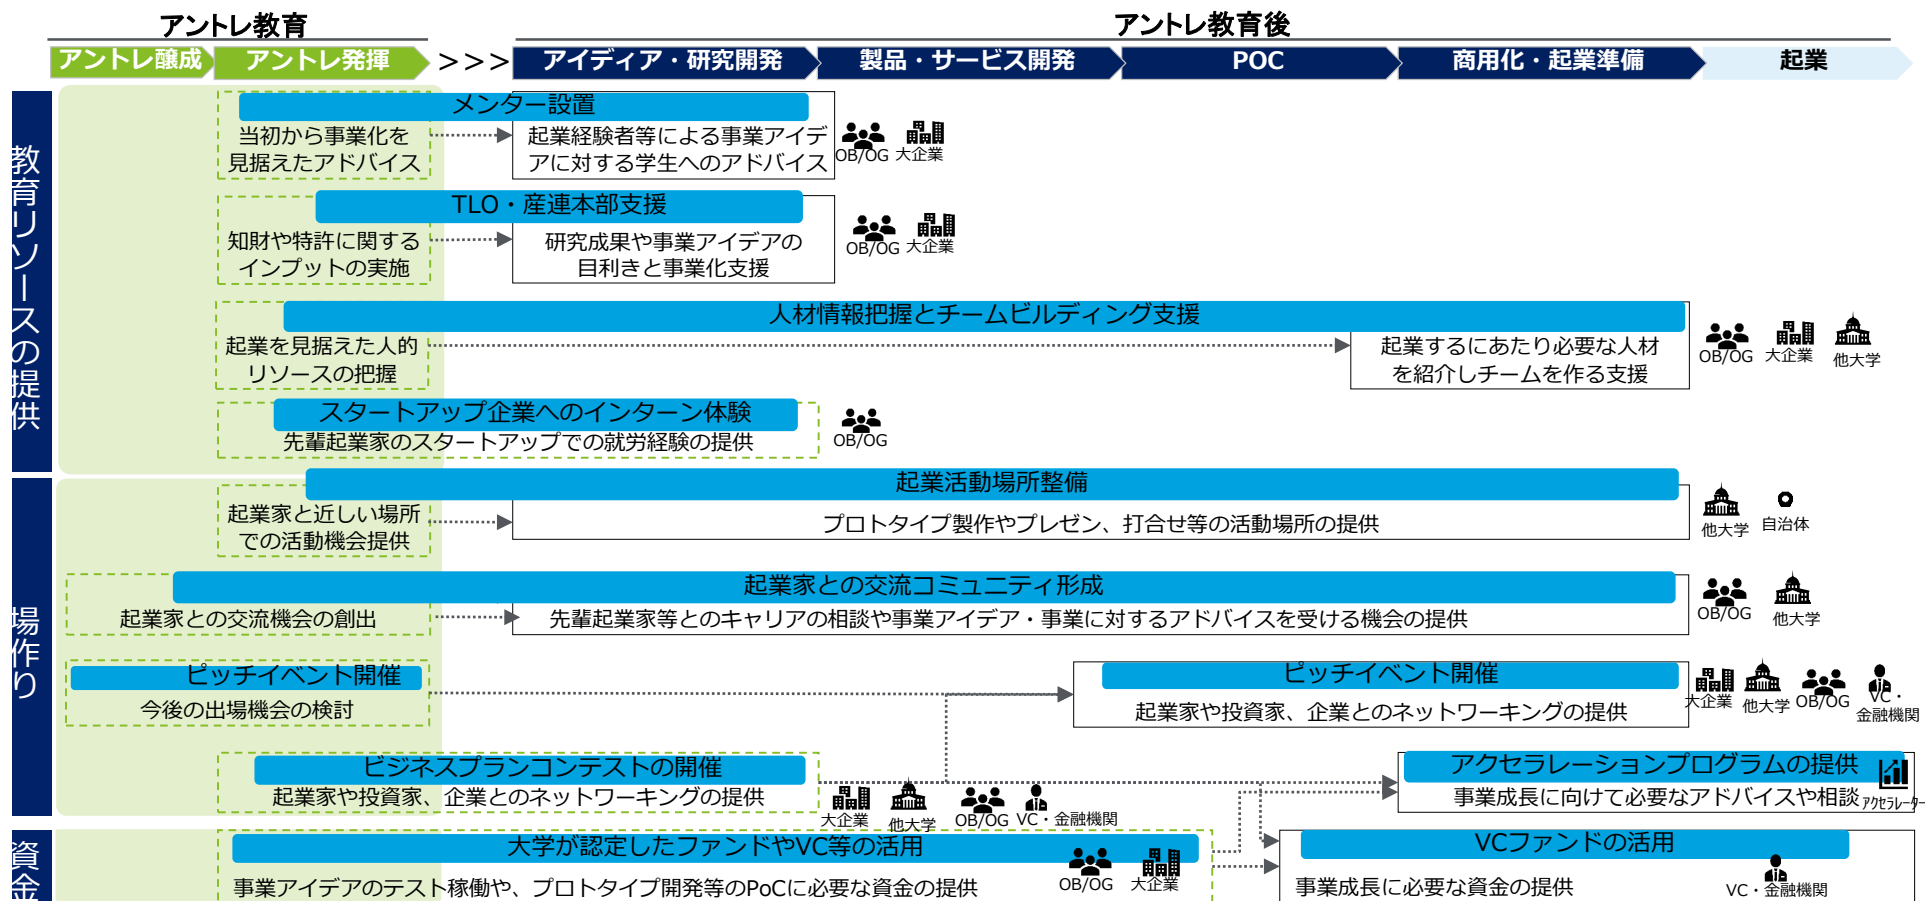 アントレ教育
アントレ教育後
アントレ醸成
アントレ発揮
>>>
アイディア・研究開発
製品・サービス開発
POC
商用化・起業準備
起業
教育リソースの提供
メンター設置
当初から事業化を
見据えたアドバイス
起業経験者等による事業アイデ
アに対する学生へのアドバイス
OB/OG
大企業
TLO・産連本部支援
知財や特許に関する
インプットの実施
研究成果や事業アイデアの
目利きと事業化支援
OB/OG
大企業
人材情報把握とチームビルディング支援
起業を見据えた人的
リソースの把握
起業するにあたり必要な人材
を紹介しチームを作る支援
OB/OG
大企業
他大学
スタートアップ企業へのインターン体験
先輩起業家のスタートアップでの就労経験の提供
OB/OG
場作り
起業活動場所整備
起業家と近しい場所
での活動機会提供
プロトタイプ製作やプレゼン、打合せ等の活動場所の提供
他大学
自治体
起業家との交流コミュニティ形成
起業家との交流機会の創出
先輩起業家等とのキャリアの相談や事業アイデア・事業に対するアドバイスを受ける機会の提供
OB/OG
他大学
ピッチイベント開催
今後の出場機会の検討
ピッチイベント開催
起業家や投資家、企業とのネットワーキングの提供
大企業
他大学
OB/OG
VC・
金融機関
ビジネスプランコンテストの開催
起業家や投資家、企業とのネットワーキングの提供
大企業
他大学
OB/OG
VC・金融機関
アクセラレーションプログラムの提供
事業成長に向けて必要なアドバイスや相談
アクセラレーター
資金
大学が認定したファンドやVC等の活用
事業アイデアのテスト稼働や、プロトタイプ開発等のPoCに必要な資金の提供
OB/OG
大企業
VCファンドの活用
事業成長に必要な資金の提供
VC・金融機関